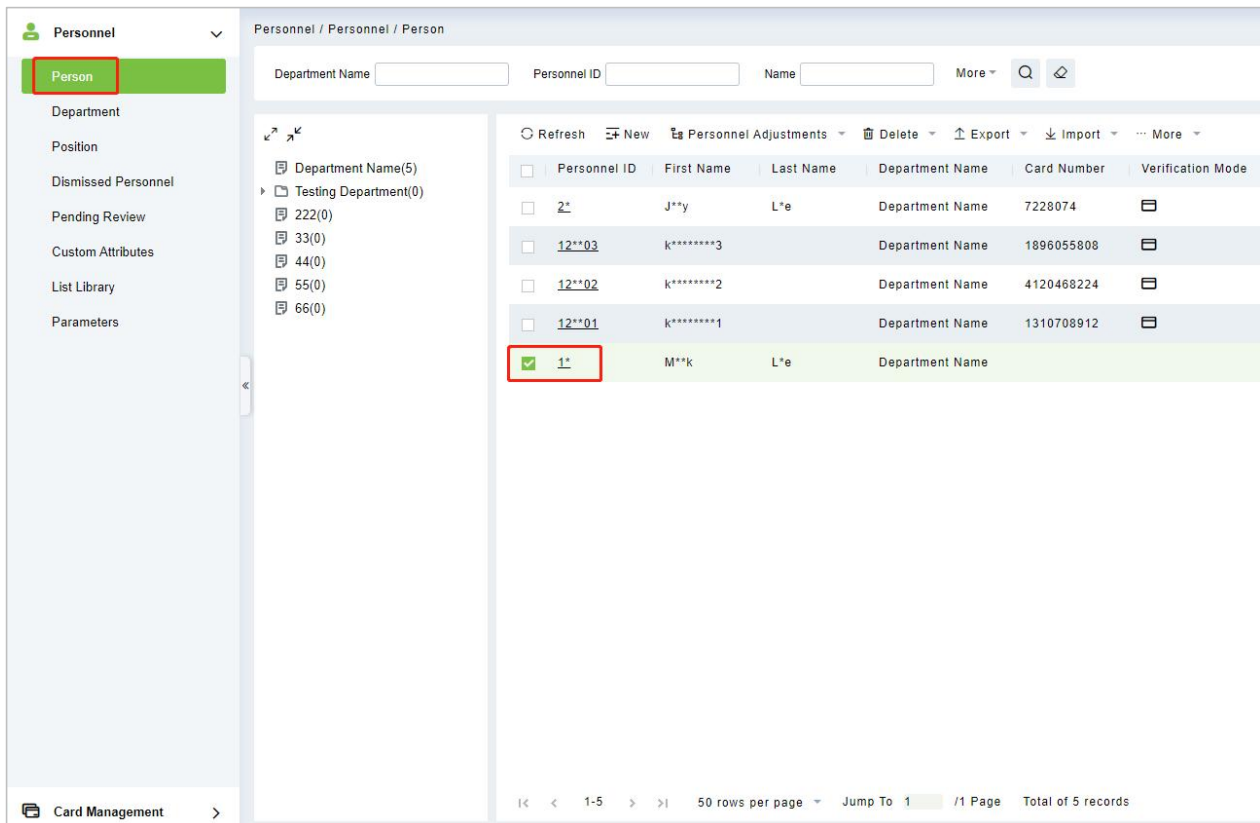 Personnel
Person
Department
Position
Dismissed Personnel
Pending Review
Custom Attributes
List Library
Parameters
Card Management
Personnel / Personnel / Person
Department Name Personnel ID Name More
Department Name(5)
Testing Department(0)
222(0)
33(0)
44(0)
55(0)
66(0)
Refresh New Personnel Adjustments Delete Export Import ··· More
Personnel ID First Name Last Name Department Name Card Number Verification Mode
2* J**y L*e Department Name 7228074
12**03 k********3 Department Name 1896055808
12**02 k********2 Department Name 4120468224
12**01 k********1 Department Name 1310708912
1* M**k L*e Department Name
1-5 50 rows per page Jump To 1 /1 Page Total of 5 records